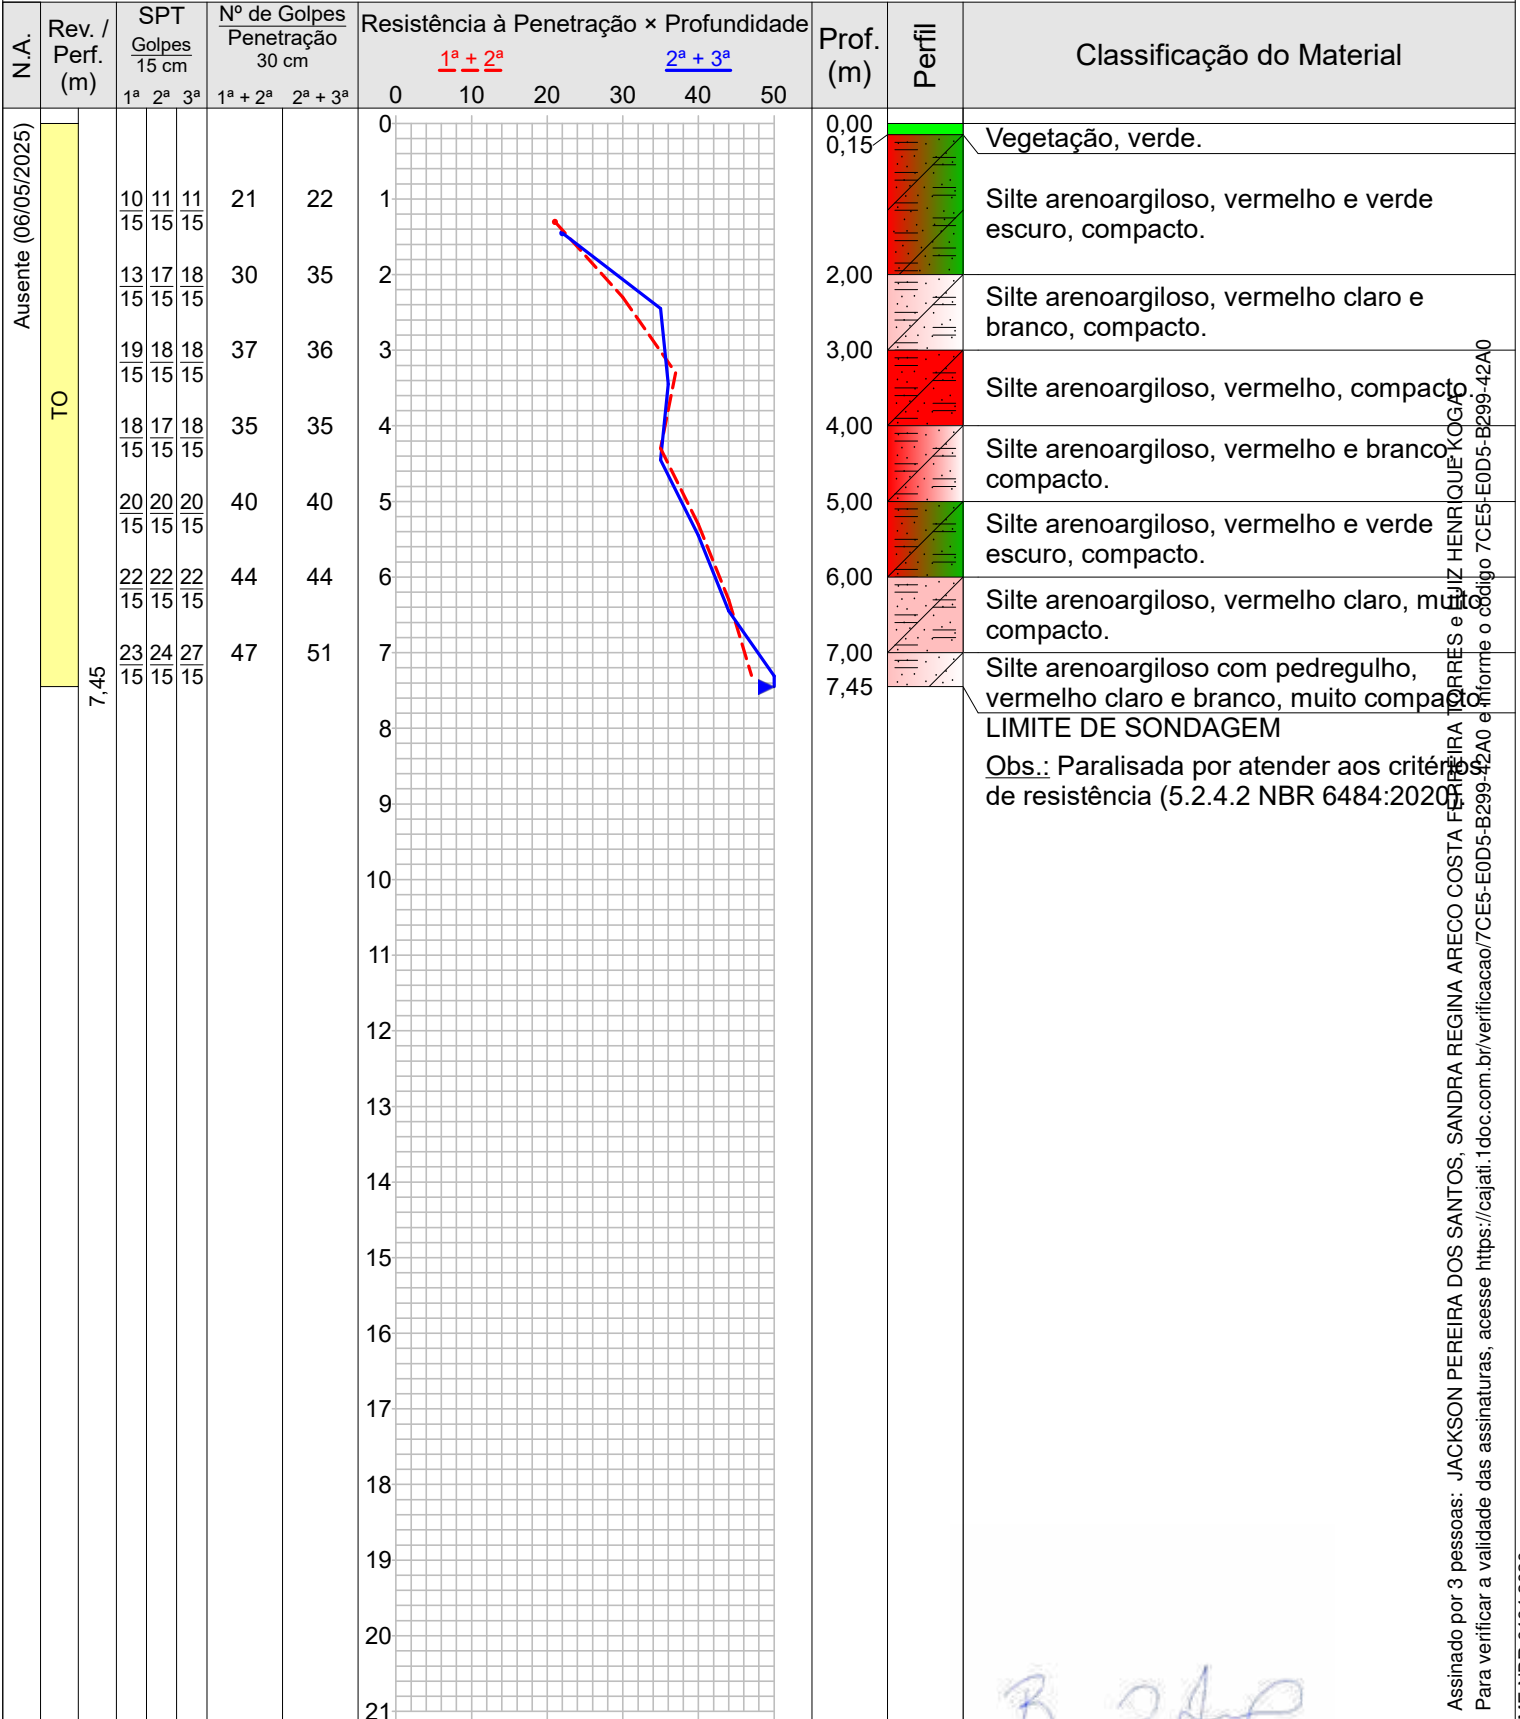 N.A.
Rev. /
Perf.
(m)
SPT
Golpes
15 cm
1ª 2ª 3ª
Nº de Golpes
Penetração
30 cm
1ª + 2ª 2ª + 3ª
Resistência à Penetração × Profundidade
1ª + 2ª 2ª + 3ª
0 10 20 30 40 50
Prof.
(m)
Perfil
Classificação do Material
Ausente (06/05/2025)
TO
7,45
10 11 11 21 22
15 15 15
13 17 18 30 35
15 15 15
19 18 18 37 36
15 15 15
18 17 18 35 35
15 15 15
20 20 20 40 40
15 15 15
22 22 22 44 44
15 15 15
23 24 27 47 51
15 15 15
0
1
2
3
4
5
6
7
8
9
10
11
12
13
14
15
16
17
18
19
20
21
0,00
0,15
2,00
3,00
4,00
5,00
6,00
7,00
7,45
Vegetação, verde.
Silte arenoargiloso, vermelho e verde
escuro, compacto.
Silte arenoargiloso, vermelho claro e
branco, compacto.
Silte arenoargiloso, vermelho, compacto.
Silte arenoargiloso, vermelho e branco,
compacto.
Silte arenoargiloso, vermelho e verde
escuro, compacto.
Silte arenoargiloso, vermelho claro, muito
compacto.
Silte arenoargiloso com pedregulho,
vermelho claro e branco, muito compacto.
LIMITE DE SONDAGEM
Obs.: Paralisada por atender aos critérios
de resistência (5.2.4.2 NBR 6484:2020).
Assinado por 3 pessoas: JACKSON PEREIRA DOS SANTOS, SANDRA REGINA ARECO COSTA FERREIRA TORRES e LUIZ HENRIQUE KOGA
Para verificar a validade das assinaturas, acesse https://cajati.1doc.com.br/verificacao/7CE5-E0D5-B299-42A0 e informe o código 7CE5-E0D5-B299-42A0